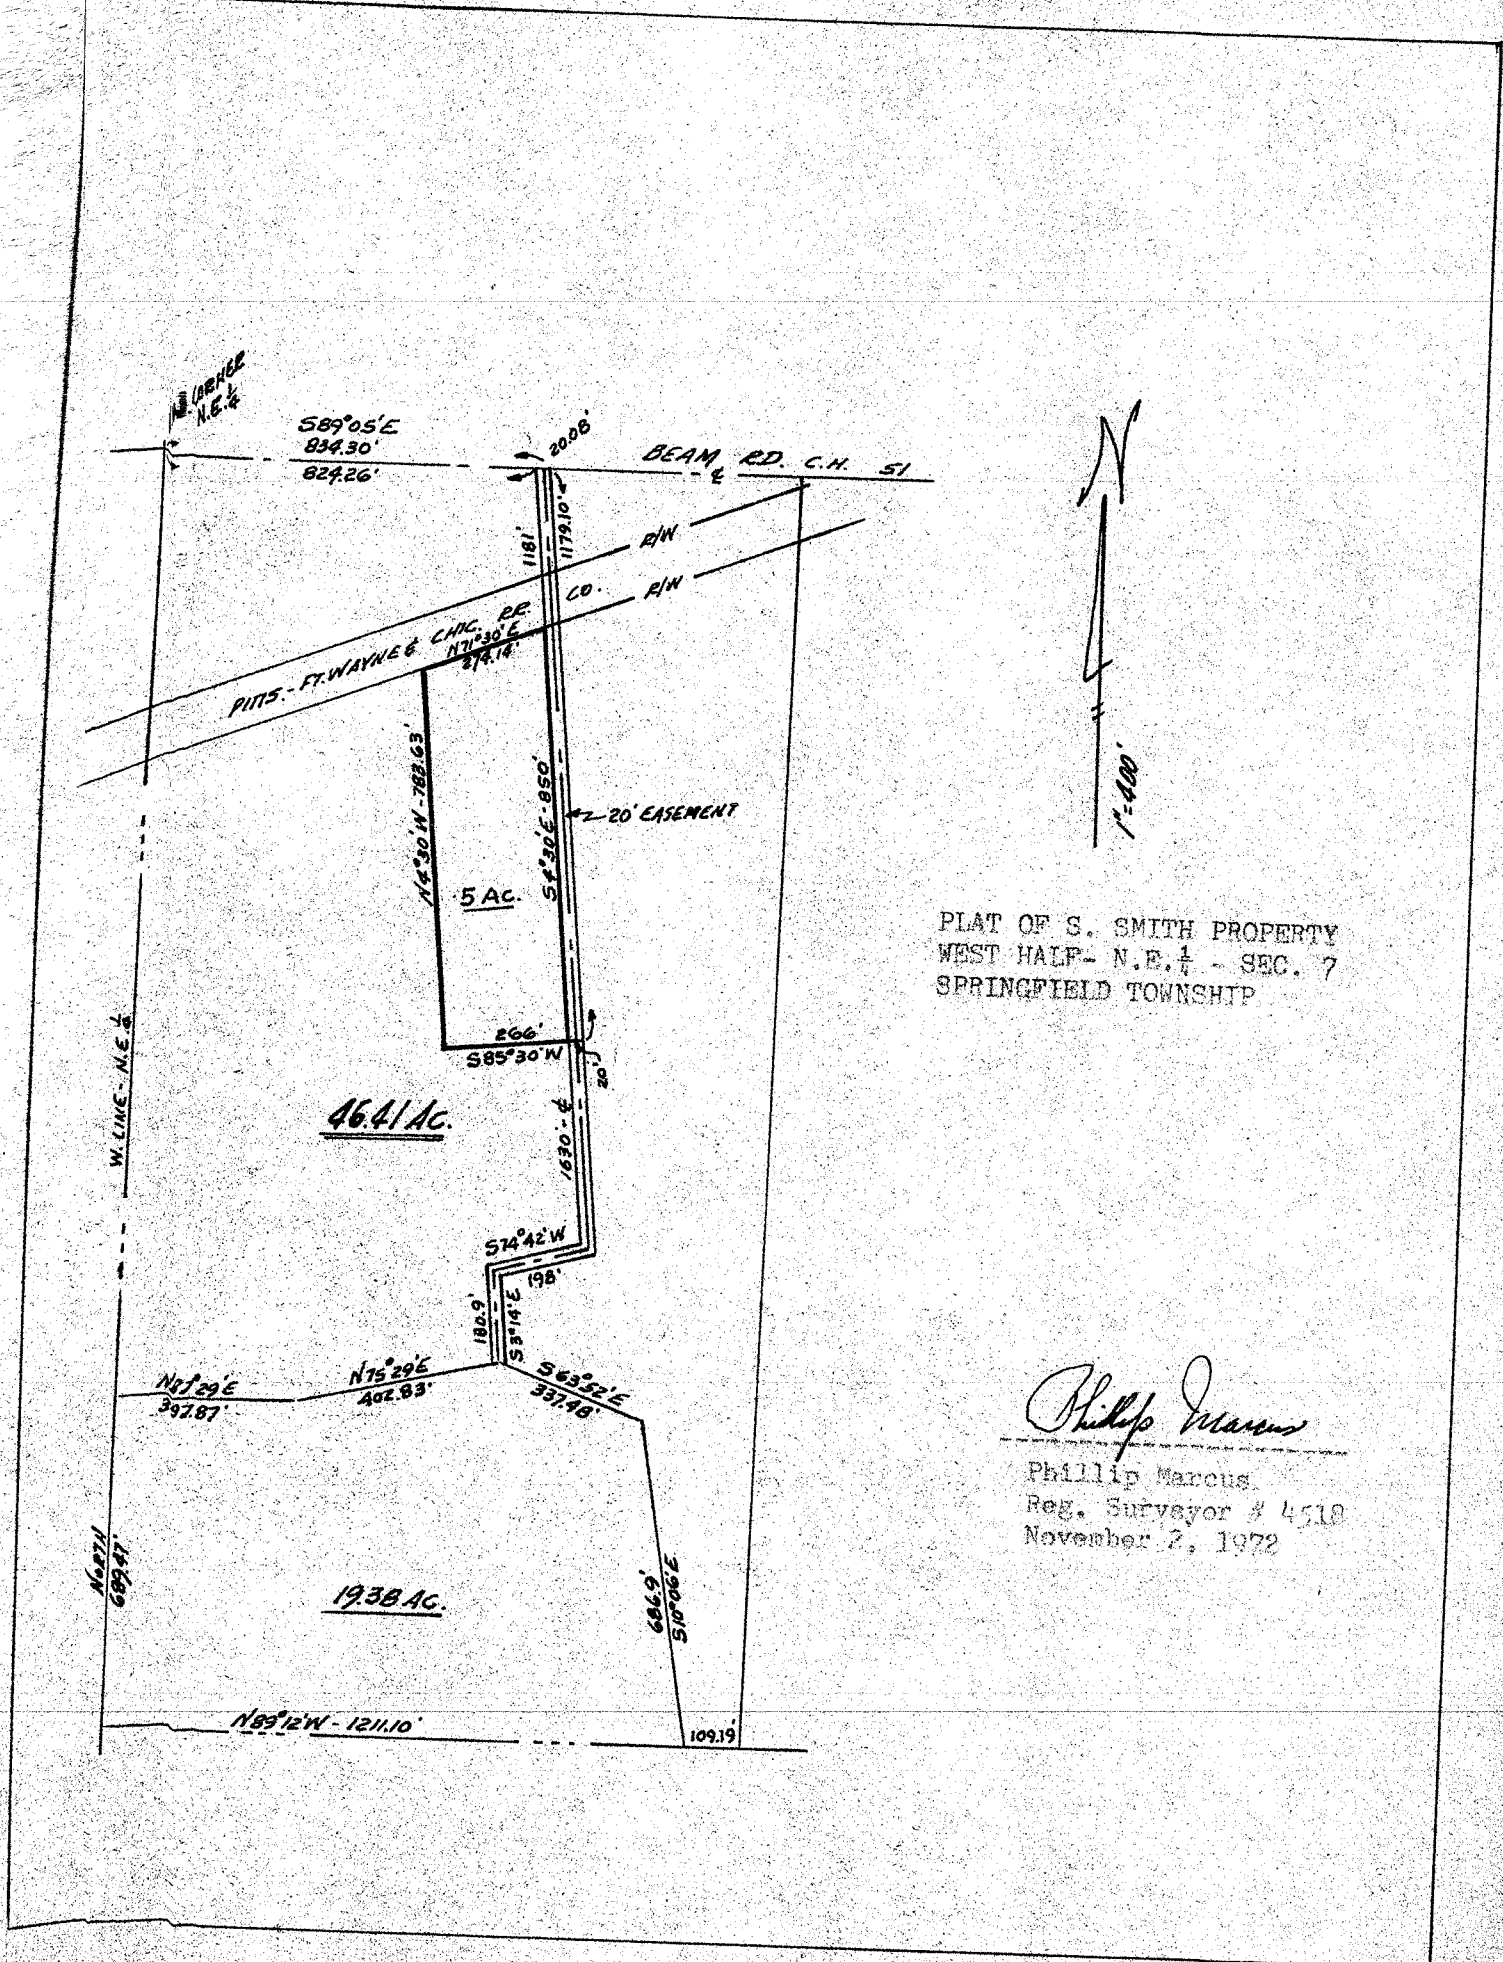 CORNER
N.E. ¼
S89°05'E
834.30'
824.26'
20.08'
BEAM RD. C.H. 51
1181'
1179.10'
R/W
R/W
PITTS.-FT. WAYNE & CHIC. RR. CO.
N71°30'E
274.14'
N4°30'W-783.63'
S4°30'E-850'
20' EASEMENT
5 AC.
1"=400'
PLAT OF S. SMITH PROPERTY
WEST HALF- N.E.¼ - SEC. 7
SPRINGFIELD TOWNSHIP
266'
S85°30'W
20'
W. LINE - N.E. ¼
46.41 AC.
1630'-℄
S74°42'W
198'
180.9'
S3°14'E
29'E
397.87'
N75°29'E
402.83'
S63°52'E
337.48'
Phillip Marcus
Phillip Marcus
Reg. Surveyor # 4518
November 2, 1972
NORTH
689.47'
19.38 AC.
686.9'
S10°06'E
N89°12'W-1211.10'
109.19'